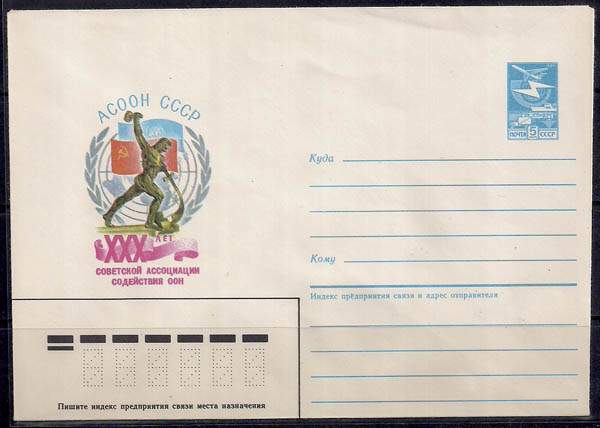 АСООН СССР
XXX ЛЕТ
СОВЕТСКОЙ АССОЦИАЦИИ
СОДЕЙСТВИЯ ООН
ПОЧТА 5 СССР
Куда
Кому
Индекс предприятия связи и адрес отправителя
Пишите индекс предприятия связи места назначения